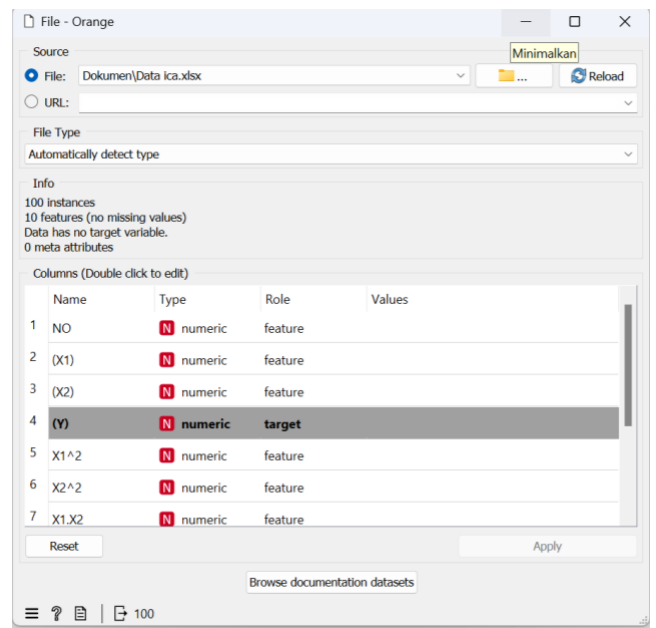 File - Orange
Minimalkan
Source
File: Dokumen\Data ica.xlsx ... Reload
URL:
File Type
Automatically detect type
Info
100 instances
10 features (no missing values)
Data has no target variable.
0 meta attributes
Columns (Double click to edit)
Name Type Role Values
1 NO N numeric feature
2 (X1) N numeric feature
3 (X2) N numeric feature
4 (Y) N numeric target
5 X1^2 N numeric feature
6 X2^2 N numeric feature
7 X1.X2 N numeric feature
Reset Apply
Browse documentation datasets
? 100